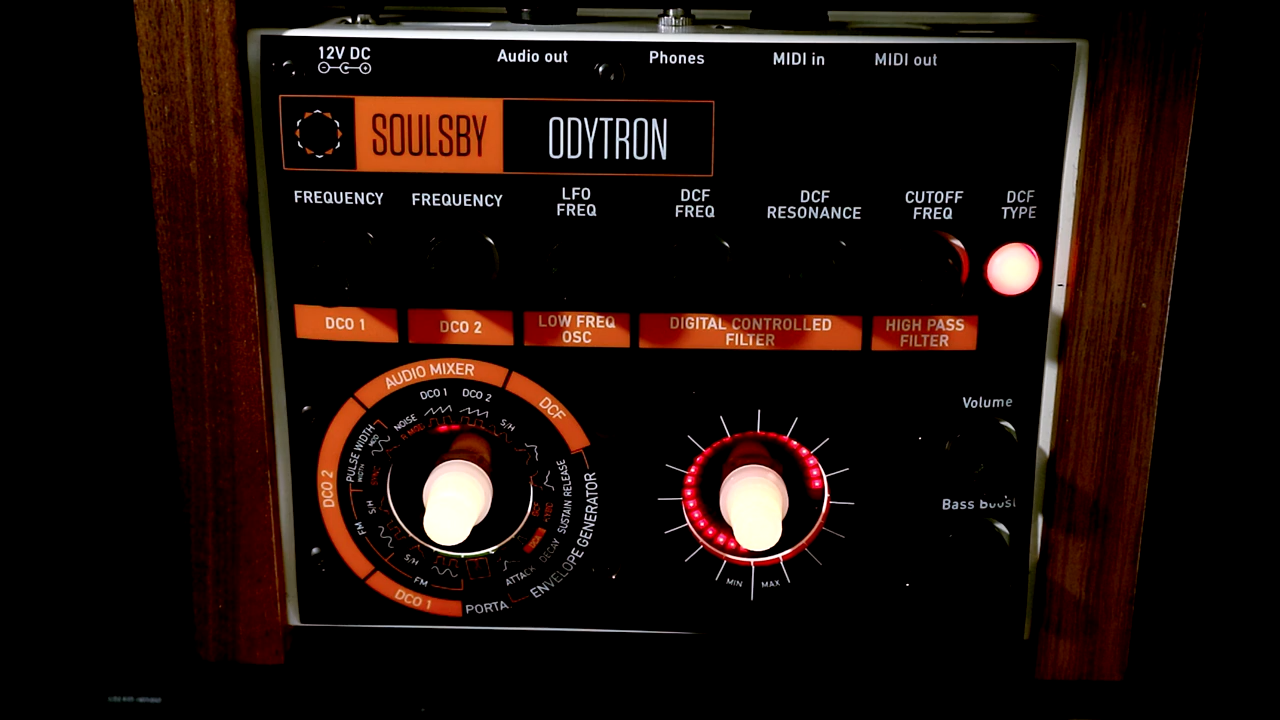 12V DC
Audio out
Phones
MIDI in
MIDI out
SOULSBY
ODYTRON
FREQUENCY
FREQUENCY
LFO
FREQ
DCF
FREQ
DCF
RESONANCE
CUTOFF
FREQ
DCF
TYPE
DCO 1
DCO 2
LOW FREQ
OSC
DIGITAL CONTROLLED
FILTER
HIGH PASS
FILTER
AUDIO MIXER
DCF
DCO 1
DCO 2
S/H
NOISE
PULSE WIDTH
MOD
WIDTH
SYNC
DCO 2
S/H
FM
S/H
FM
DCO 1
PORTA
ATTACK
DECAY
SUSTAIN
RELEASE
ENVELOPE GENERATOR
MIN
MAX
Volume
Bass boost